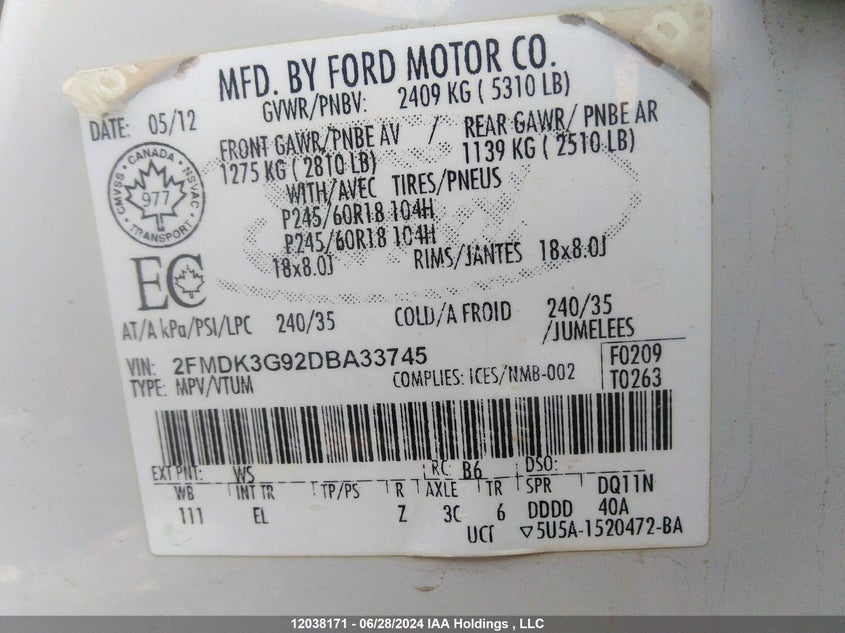 MFD. BY FORD MOTOR CO.
DATE: 05/12
GVWR/PNBV: 2409 KG ( 5310 LB)
FRONT GAWR/PNBE AV / REAR GAWR/ PNBE AR
1275 KG ( 2810 LB) 1139 KG ( 2510 LB)
WITH/AVEC TIRES/PNEUS
P245/60R18 104H
P245/60R18 104H
18x8.0J RIMS/JANTES 18x8.0J
CANADA
CMVSS NSVAC
977
TRANSPORT
EC
AT/A kPa/PSI/LPC 240/35 COLD/A FROID 240/35
/JUMELEES
VIN: 2FMDK3G92DBA33745
TYPE: MPV/VTUM COMPLIES: ICES/NMB-002
F0209
T0263
EXT PNT: WS RC: B6 DSO:
WB INT TR TP/PS R AXLE TR SPR DQ11N
111 EL Z 3C 6 DDDD 40A
UCT ▽5U5A-1520472-BA
12038171 - 06/28/2024 IAA Holdings , LLC